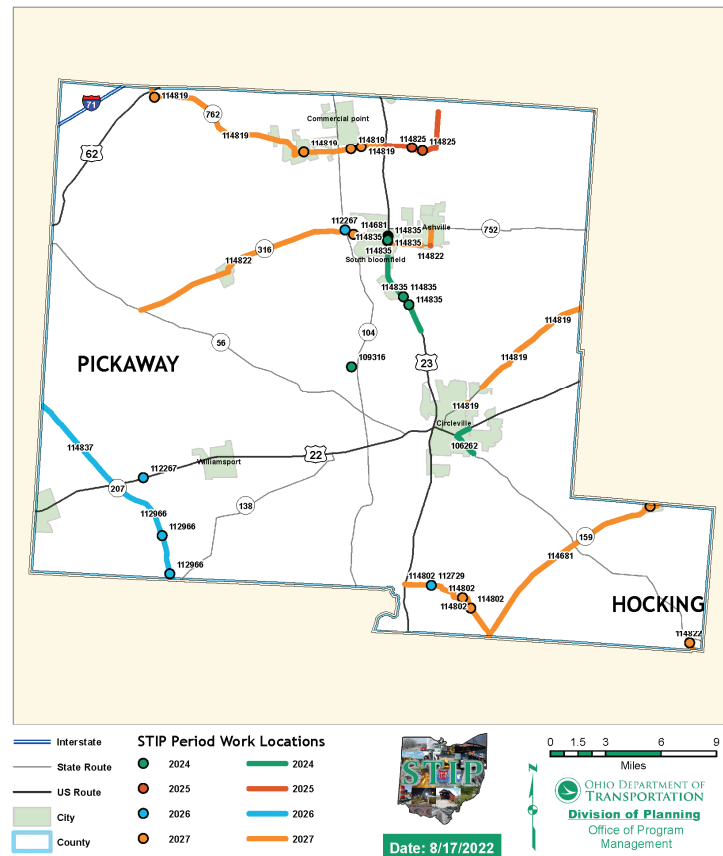 114819
71
762
Commercial point
114819
114819
114819
114825
114825
114819
62
112267
114681
114835
752
Ashville
114835
114835
114835
114822
South bloomfield
316
114822
114835
114835
114835
104
114819
56
23
114819
109316
PICKAWAY
114819
Circleville
106262
114837
22
Williamsport
112267
207
138
112966
112966
159
114681
112966
114802
112729
114802
114802
114802
HOCKING
114822
Interstate
State Route
US Route
City
County
STIP Period Work Locations
2024
2024
2025
2025
2026
2026
2027
2027
STIP
Date: 8/17/2022
N
0 1.5 3 6 9
Miles
OHIO DEPARTMENT OF
TRANSPORTATION
Division of Planning
Office of Program
Management